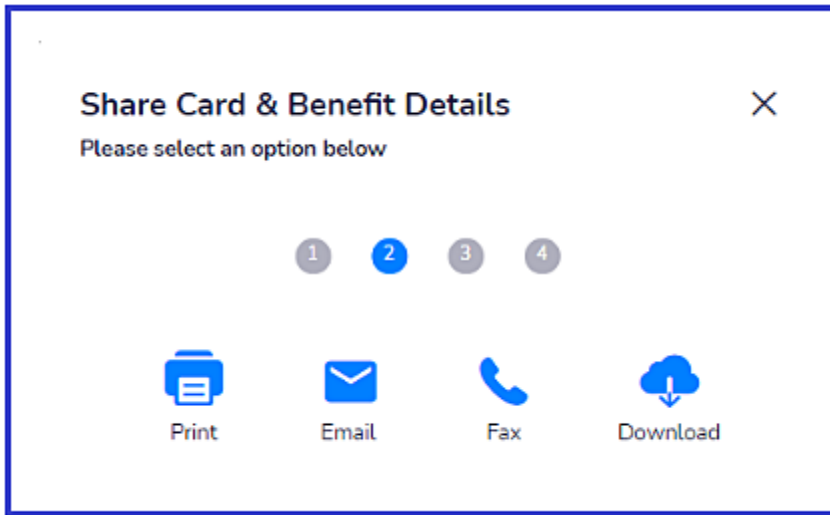 Share Card & Benefit Details
Please select an option below
1 2 3 4
Print Email Fax Download